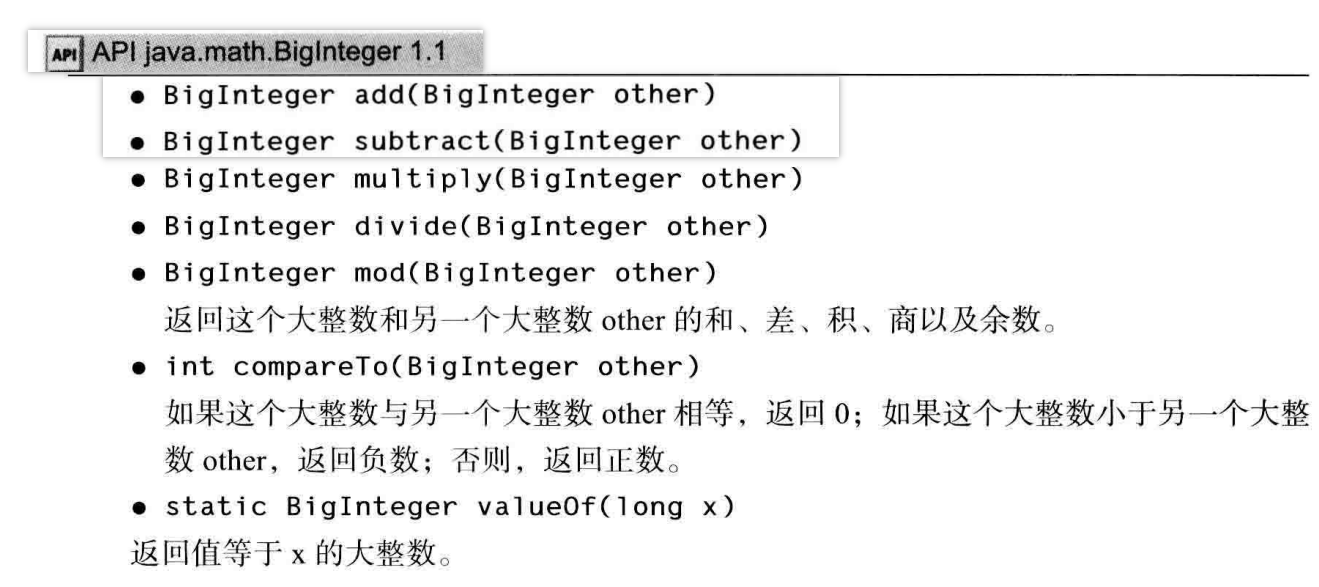 API API java.math.BigInteger 1.1
● BigInteger add(BigInteger other)
● BigInteger subtract(BigInteger other)
● BigInteger multiply(BigInteger other)
● BigInteger divide(BigInteger other)
● BigInteger mod(BigInteger other)
返回这个大整数和另一个大整数 other 的和、差、积、商以及余数。
● int compareTo(BigInteger other)
如果这个大整数与另一个大整数 other 相等，返回 0；如果这个大整数小于另一个大整
数 other，返回负数；否则，返回正数。
● static BigInteger valueOf(long x)
返回值等于 x 的大整数。